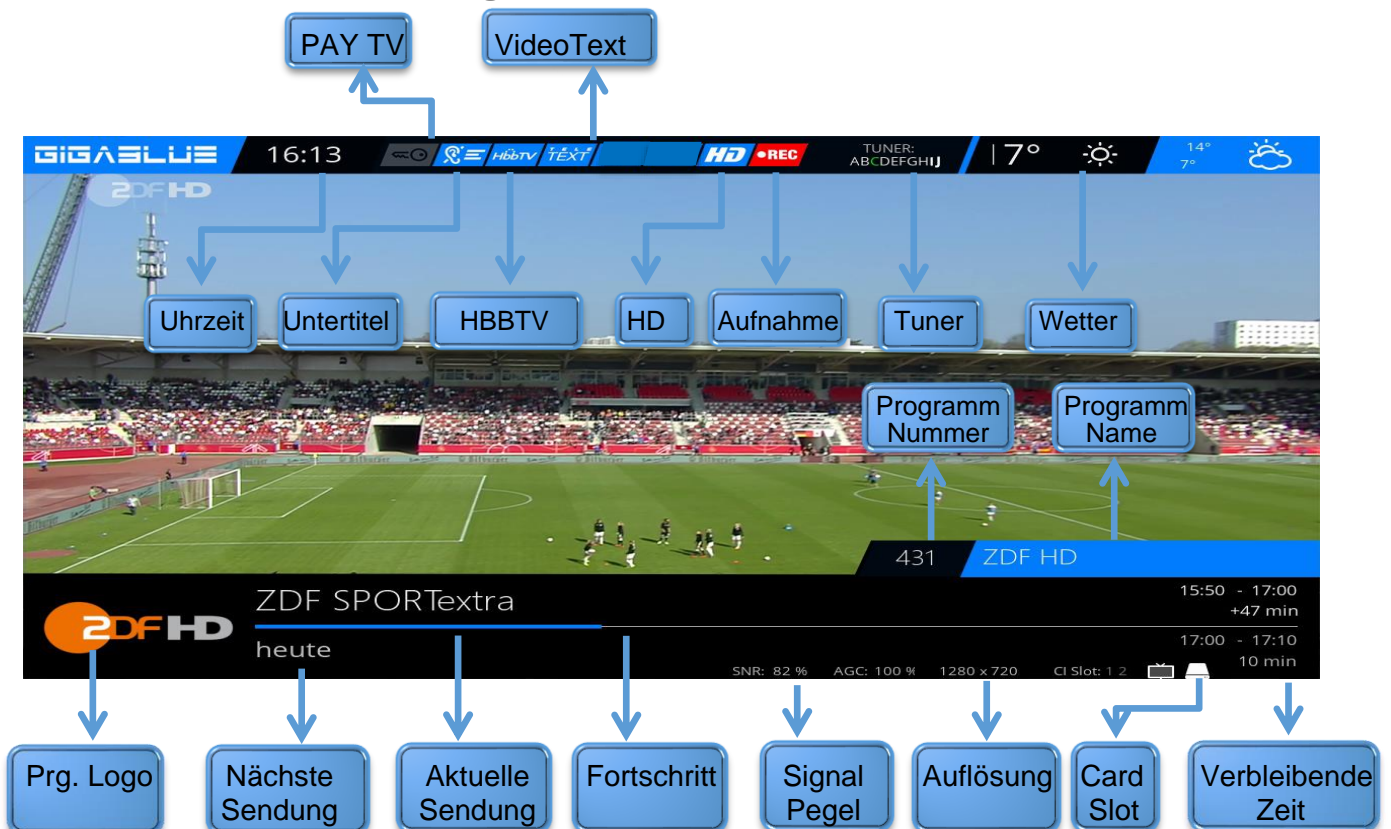 PAY TV
VideoText
GIGABLUE
16:13
HbbTV
TEXT
HD
REC
TUNER:
ABCDEFGHIJ
7°
14°
7°
ZDF HD
Uhrzeit
Untertitel
HBBTV
HD
Aufnahme
Tuner
Wetter
Programm
Nummer
Programm
Name
Bitburger
Bitburger
431
ZDF HD
ZDF HD
ZDF SPORTextra
15:50 - 17:00
+47 min
heute
17:00 - 17:10
10 min
SNR: 82 %
AGC: 100 %
1280 x 720
CI Slot: 1 2
Prg. Logo
Nächste
Sendung
Aktuelle
Sendung
Fortschritt
Signal
Pegel
Auflösung
Card
Slot
Verbleibende
Zeit